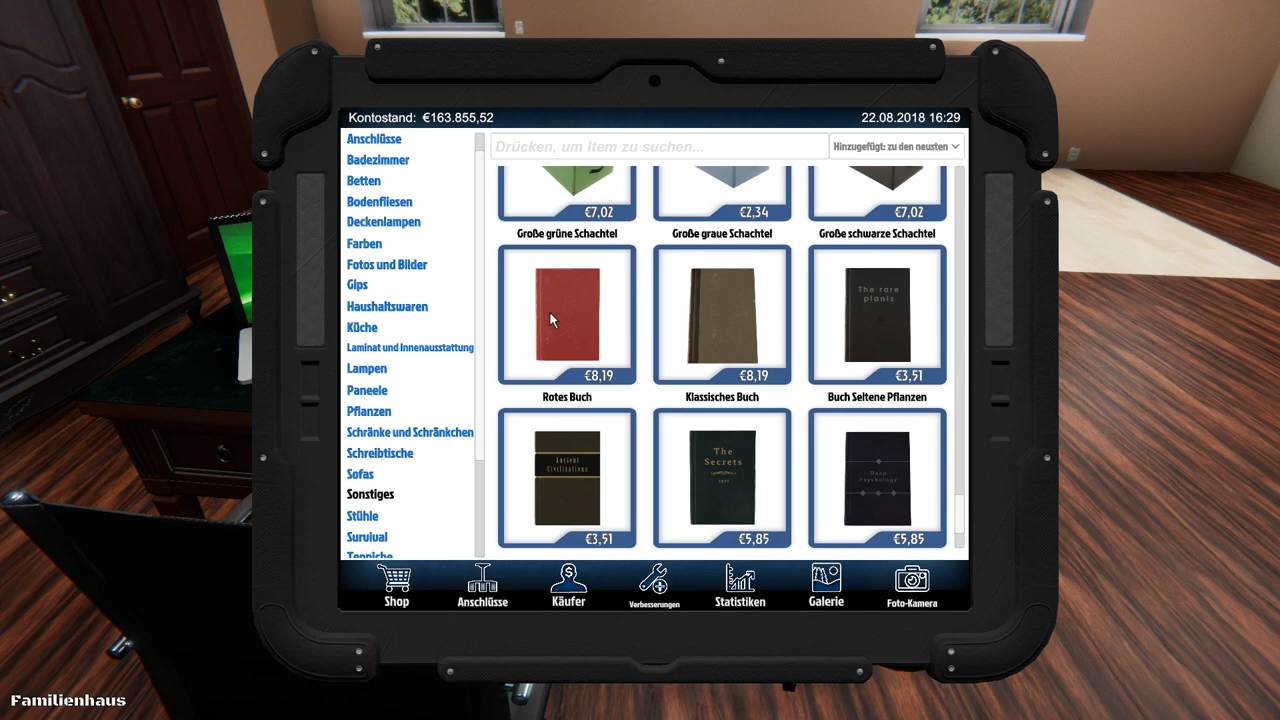 Kontostand: €163.855,52
22.08.2018 16:29
Anschlüsse
Badezimmer
Betten
Bodenfliesen
Deckenlampen
Farben
Fotos und Bilder
Gips
Haushaltswaren
Küche
Laminat und Innenausstattung
Lampen
Paneele
Pflanzen
Schränke und Schränkchen
Schreibtische
Sofas
Sonstiges
Stühle
Survival
Teppiche
Drücken, um Item zu suchen...
Hinzugefügt: zu den neusten
€7,02
€2,34
€7,02
Große grüne Schachtel
Große graue Schachtel
Große schwarze Schachtel
The rare
plants
€8,19
€8,19
€3,51
Rotes Buch
Klassisches Buch
Buch Seltene Pflanzen
Ancient
Civilizations
The
Secrets
Deep
Psychology
€3,51
€5,85
€5,85
Shop
Anschlüsse
Käufer
Verbesserungen
Statistiken
Galerie
Foto-Kamera
Familienhaus